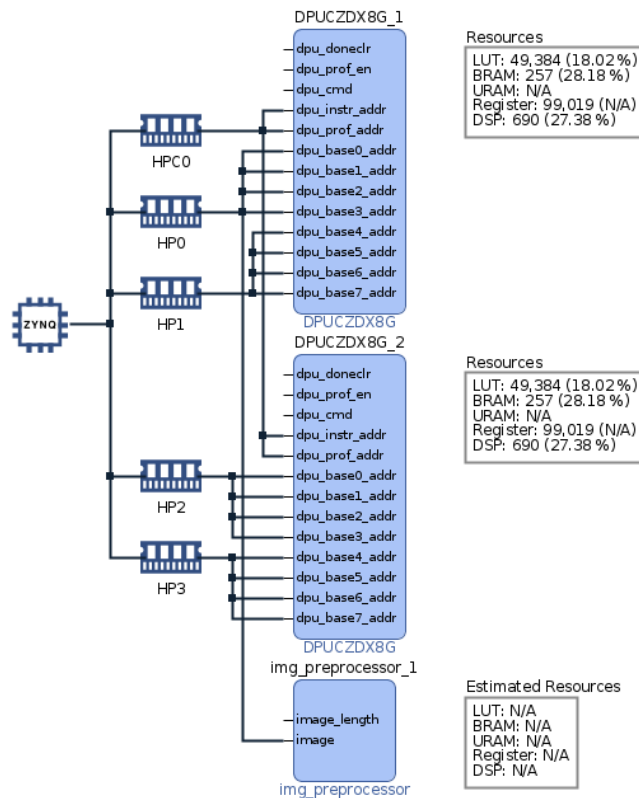 DPUCZDX8G_1
dpu_doneclr
dpu_prof_en
dpu_cmd
dpu_instr_addr
dpu_prof_addr
dpu_base0_addr
dpu_base1_addr
dpu_base2_addr
dpu_base3_addr
dpu_base4_addr
dpu_base5_addr
dpu_base6_addr
dpu_base7_addr
DPUCZDX8G
Resources
LUT: 49,384 (18.02 %)
BRAM: 257 (28.18 %)
URAM: N/A
Register: 99,019 (N/A)
DSP: 690 (27.38 %)
HPC0
HP0
HP1
ZYNQ
DPUCZDX8G_2
dpu_doneclr
dpu_prof_en
dpu_cmd
dpu_instr_addr
dpu_prof_addr
dpu_base0_addr
dpu_base1_addr
dpu_base2_addr
dpu_base3_addr
dpu_base4_addr
dpu_base5_addr
dpu_base6_addr
dpu_base7_addr
DPUCZDX8G
Resources
LUT: 49,384 (18.02 %)
BRAM: 257 (28.18 %)
URAM: N/A
Register: 99,019 (N/A)
DSP: 690 (27.38 %)
HP2
HP3
img_preprocessor_1
image_length
image
img_preprocessor
Estimated Resources
LUT: N/A
BRAM: N/A
URAM: N/A
Register: N/A
DSP: N/A